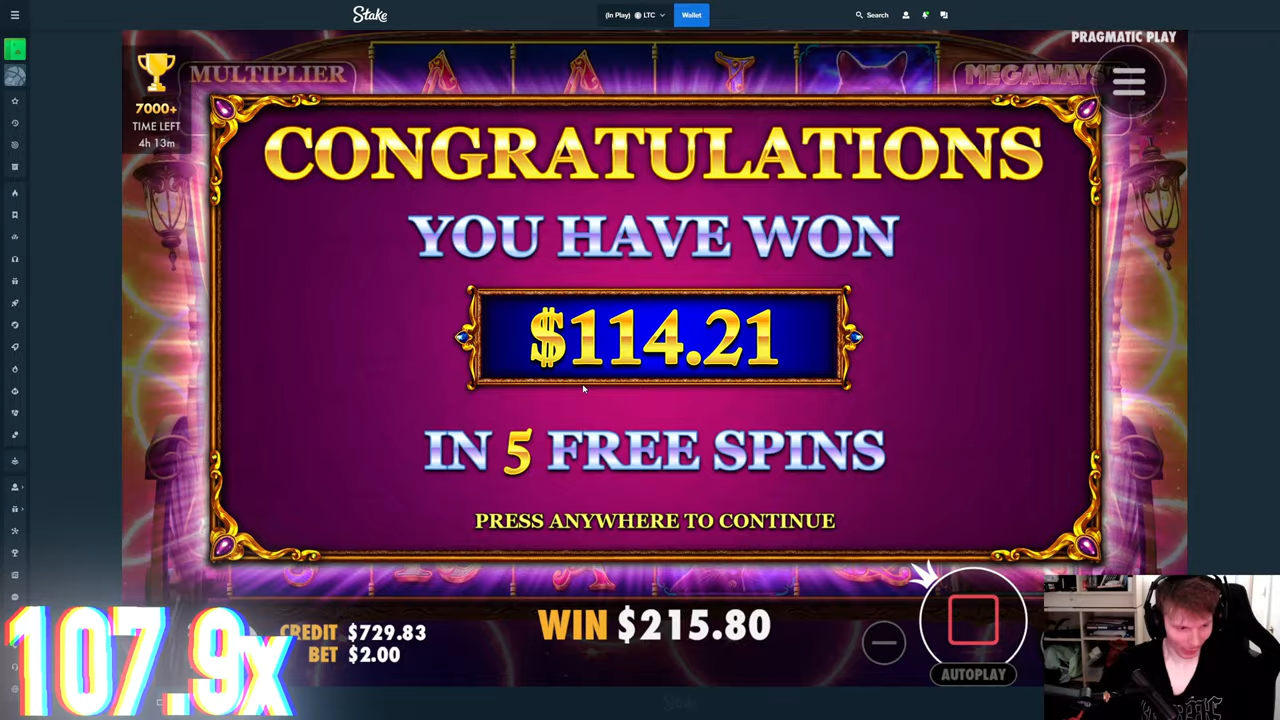 Stake
(In Play) LTC
Wallet
Search
PRAGMATIC PLAY
MULTIPLIER
MEGAWAYS
7000+
TIME LEFT
4h 13m
CONGRATULATIONS
YOU HAVE WON
$114.21
IN 5 FREE SPINS
PRESS ANYWHERE TO CONTINUE
107.9x
CREDIT $729.83
BET $2.00
WIN $215.80
AUTOPLAY
Stake